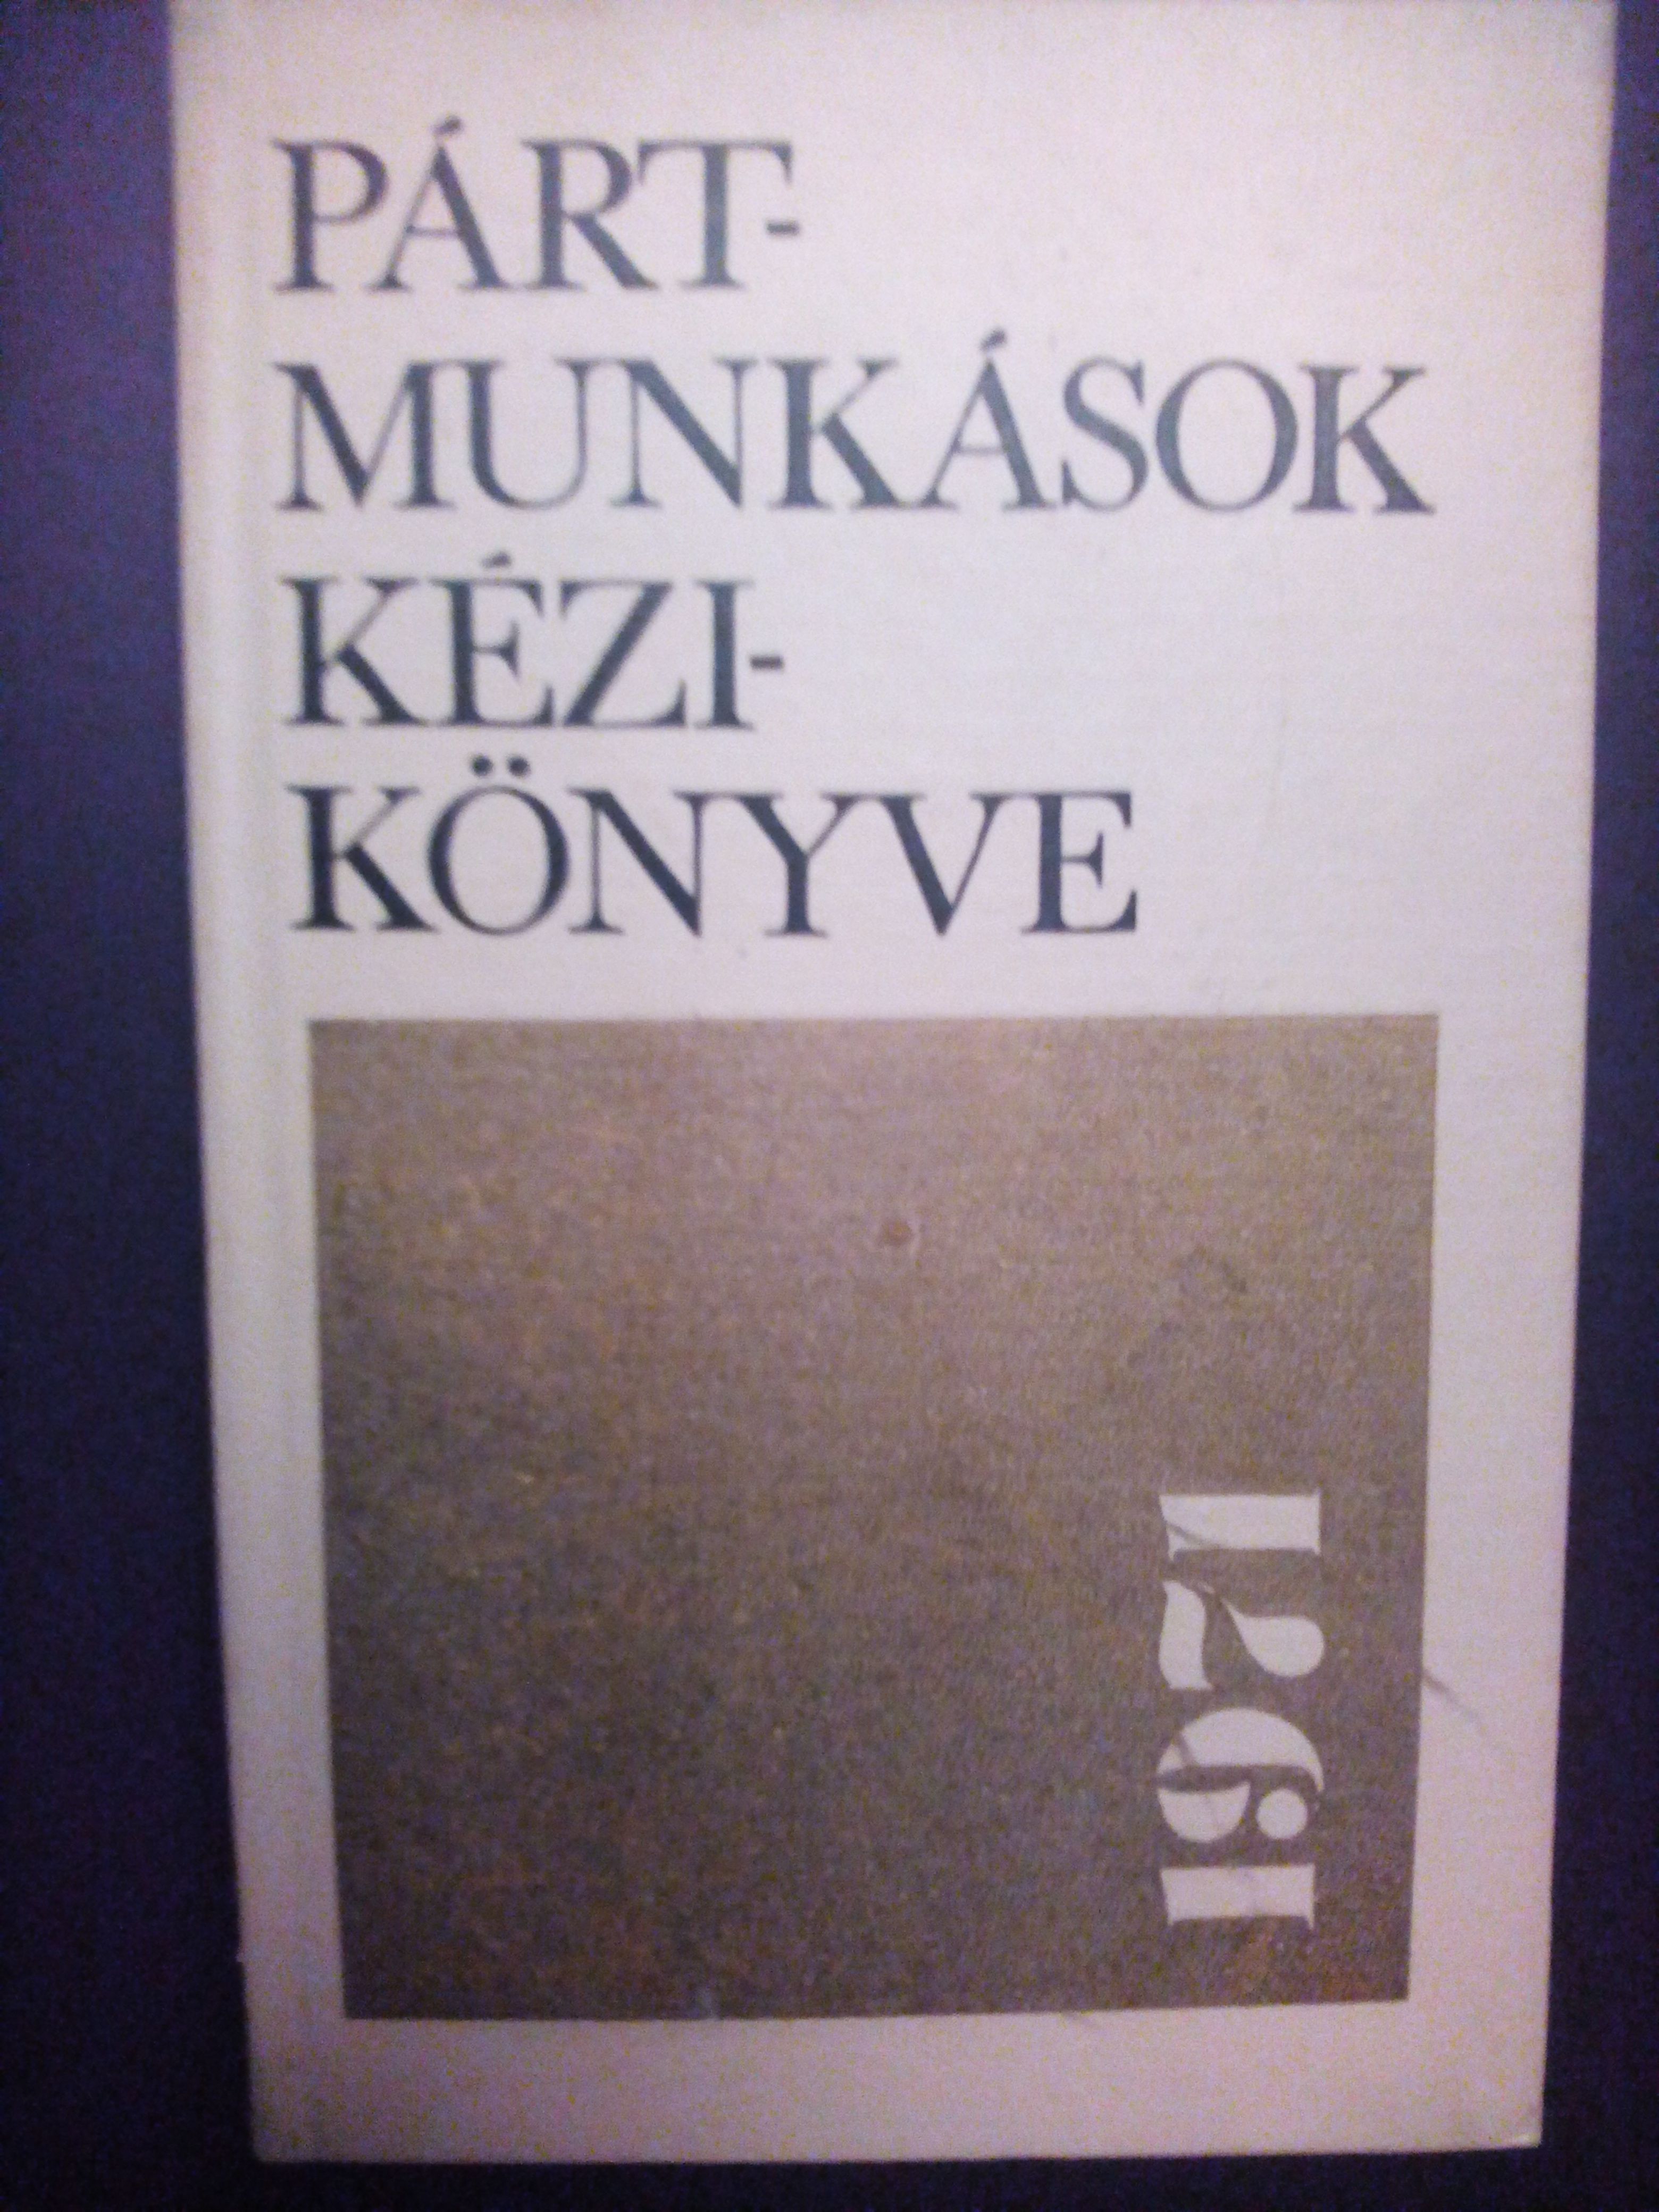 PÁRT-
MUNKÁSOK
KÉZI-
KÖNYVE
1971